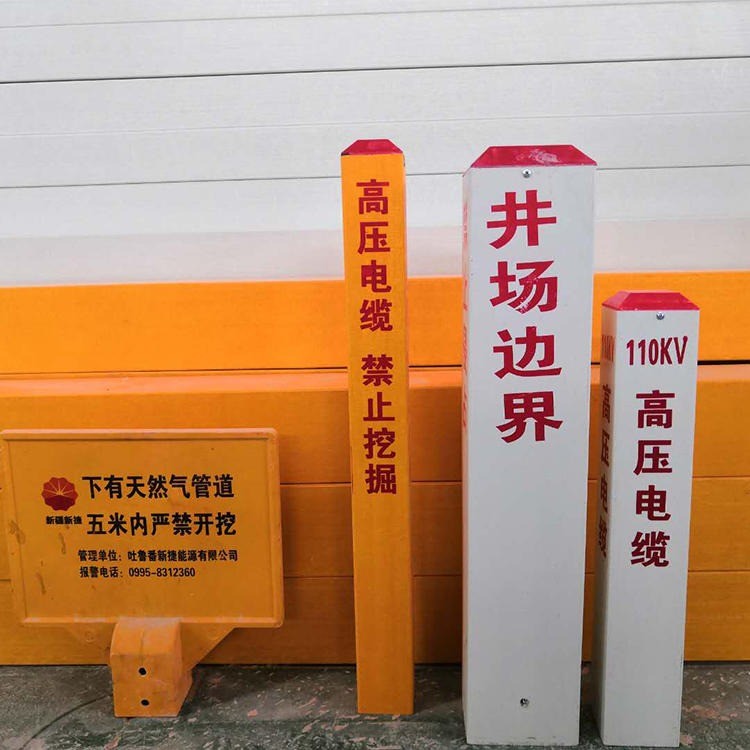 新疆新捷
下有天然气管道
五米内严禁开挖
管理单位：吐鲁番新捷能源有限公司
报警电话：0995-8312360
高压电缆 禁止挖掘
井场边界
110KV
高压电缆